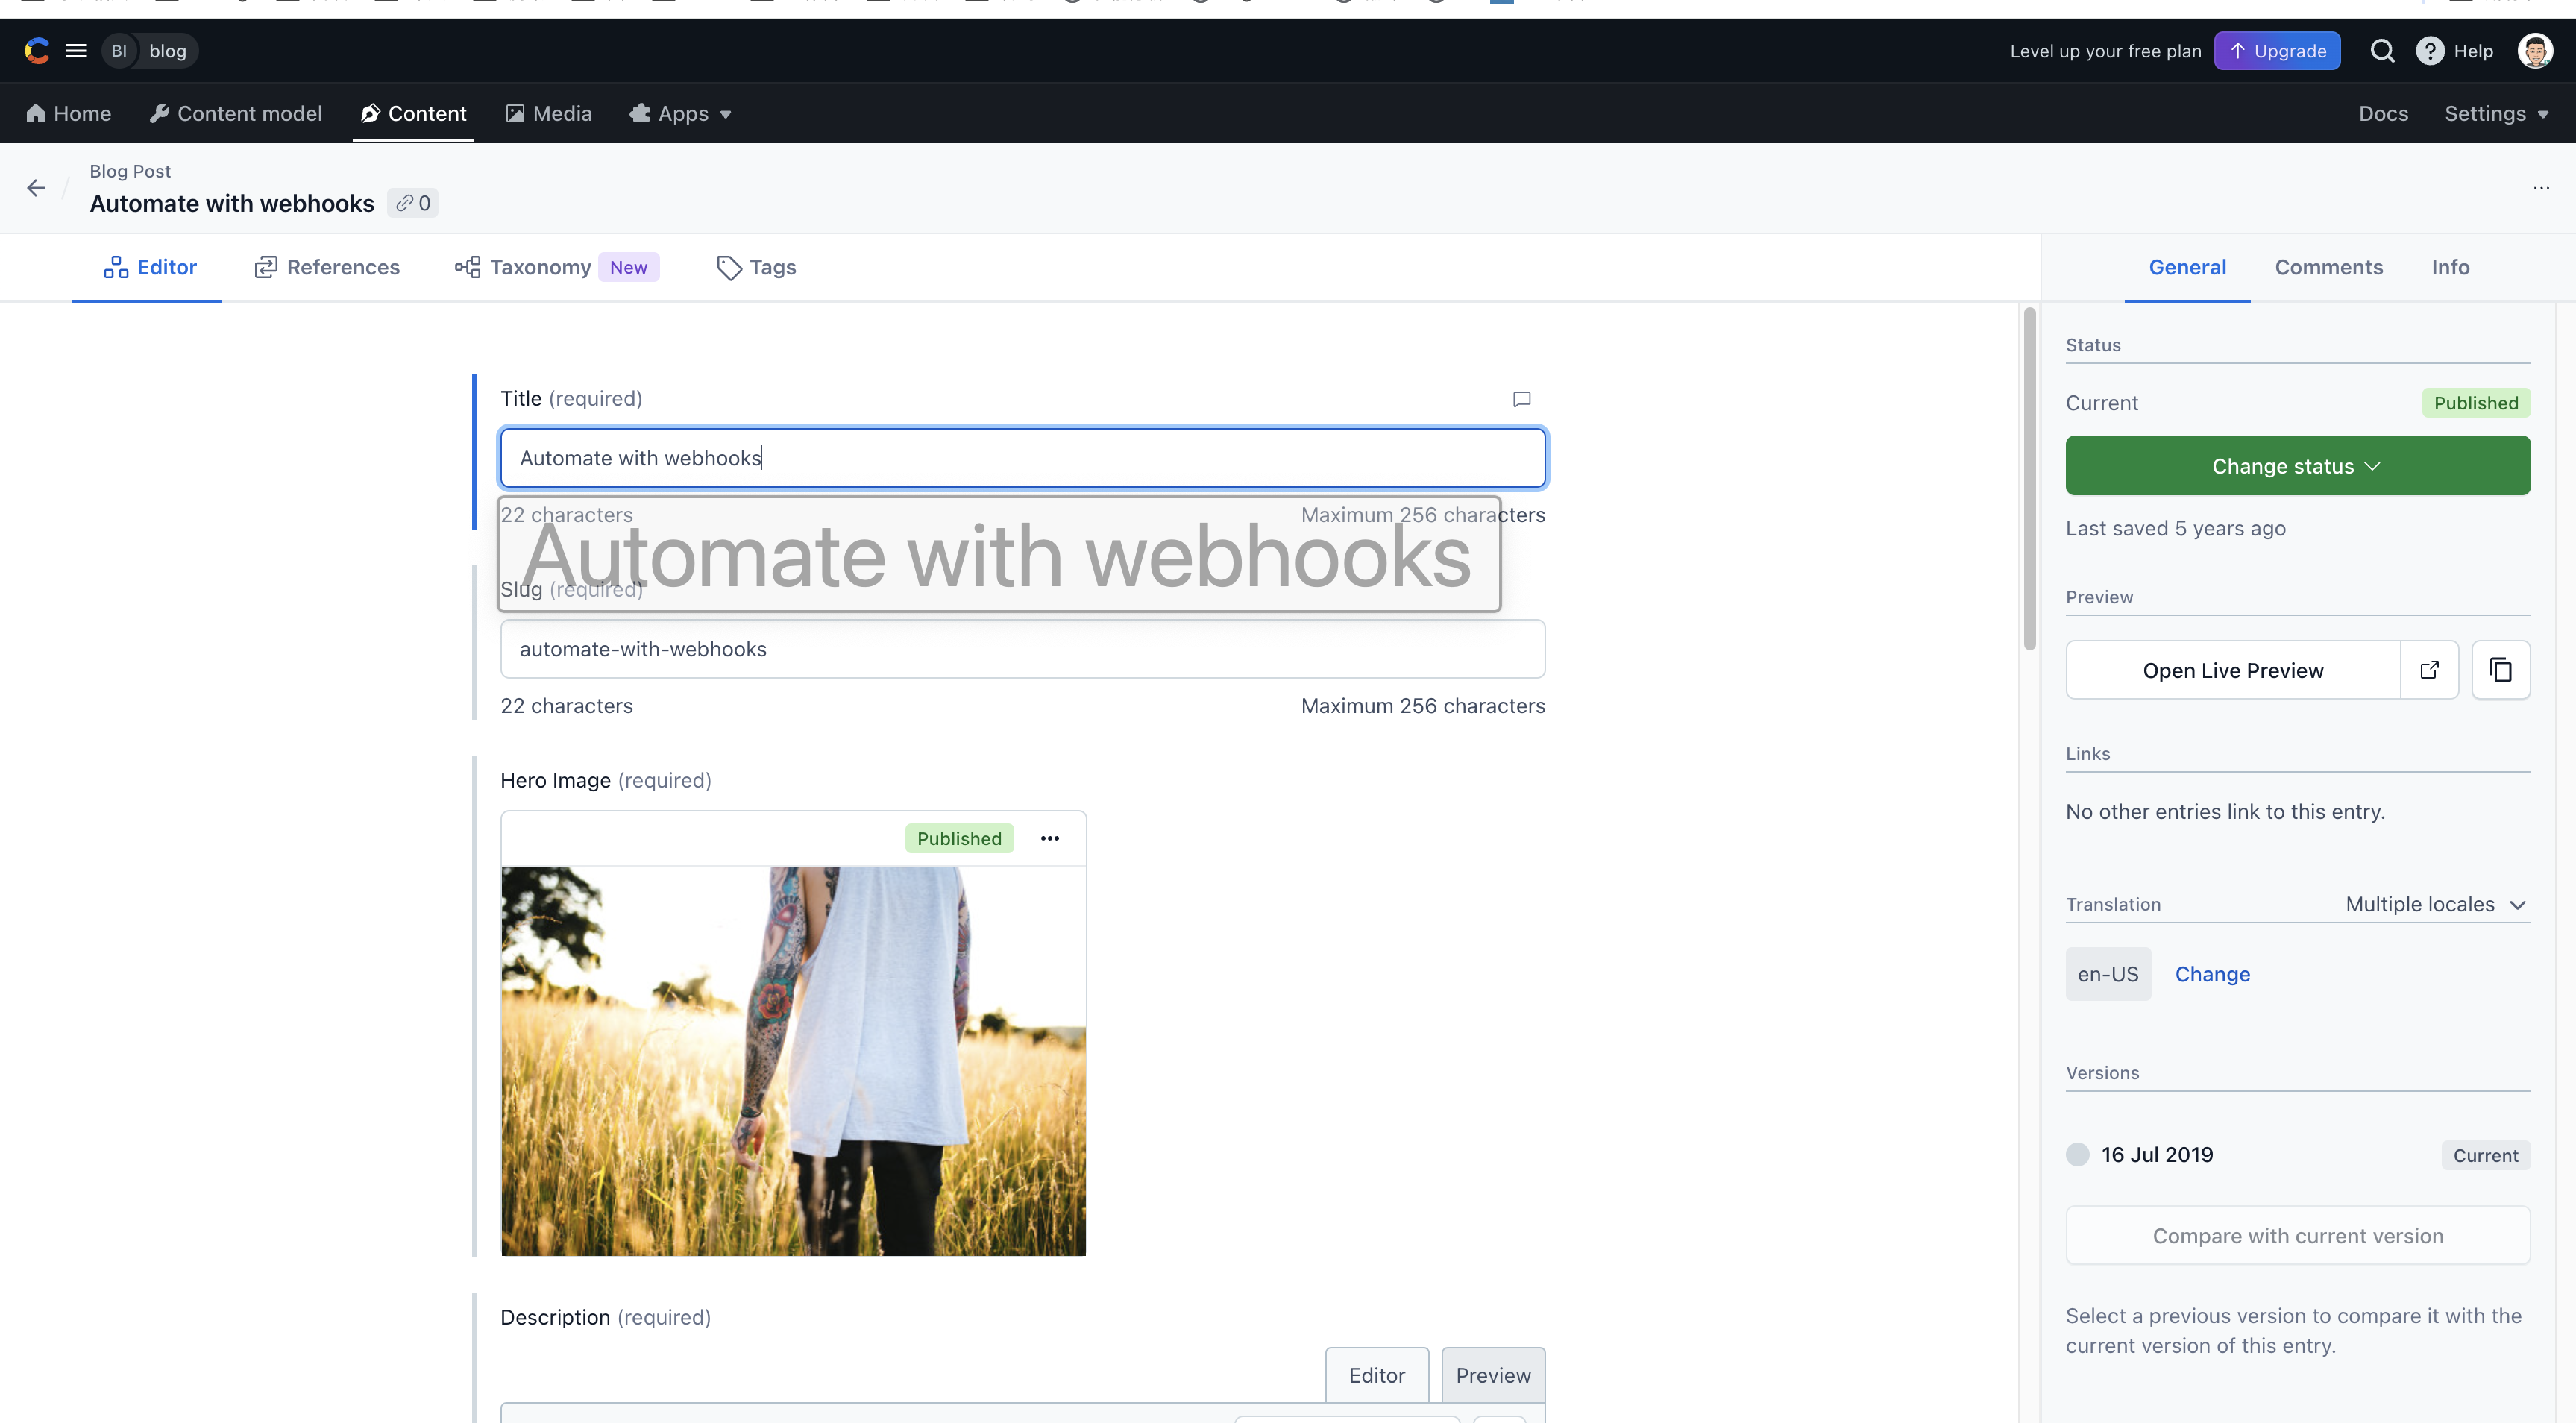 BI blog
Level up your free plan
Upgrade
Help
Home
Content model
Content
Media
Apps
Docs
Settings
Blog Post
Automate with webhooks
0
Editor
References
Taxonomy New
Tags
General
Comments
Info
Title (required)
Automate with webhooks
22 characters
Maximum 256 characters
Automate with webhooks
Slug (required)
automate-with-webhooks
22 characters
Maximum 256 characters
Hero Image (required)
Published
Description (required)
Editor
Preview
Status
Current
Published
Change status
Last saved 5 years ago
Preview
Open Live Preview
Links
No other entries link to this entry.
Translation
Multiple locales
en-US
Change
Versions
16 Jul 2019
Current
Compare with current version
Select a previous version to compare it with the
current version of this entry.